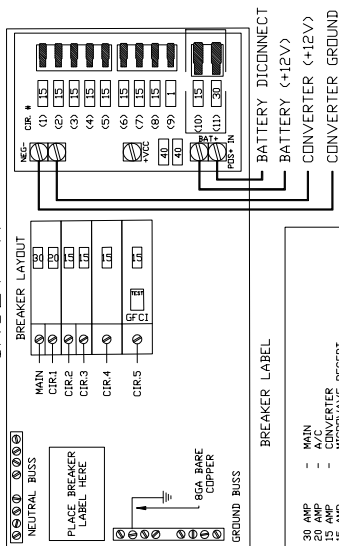 CIR. #
(1) 15
(2) 15
(3) 15
(4) 15
(5) 15
(6) 15
(7) 15
(8) 15
(9) 1
(10) 15
(11) 30
NEG-
+VCC
40
40
BAT+
POS+ IN
BATTERY DICONNECT
BATTERY (+12V)
CONVERTER (+12V)
CONVERTER GROUND
BREAKER LAYOUT
MAIN 30
CIR.1 20
CIR.2 15
CIR.3 15
CIR.4 15
CIR.5 15
TEST
GFCI
NEUTRAL BUSS
PLACE BREAKER
LABEL HERE
8GA BARE
COPPER
GROUND BUSS
BREAKER LABEL
30 AMP - MAIN
20 AMP - A/C
15 AMP - CONVERTER